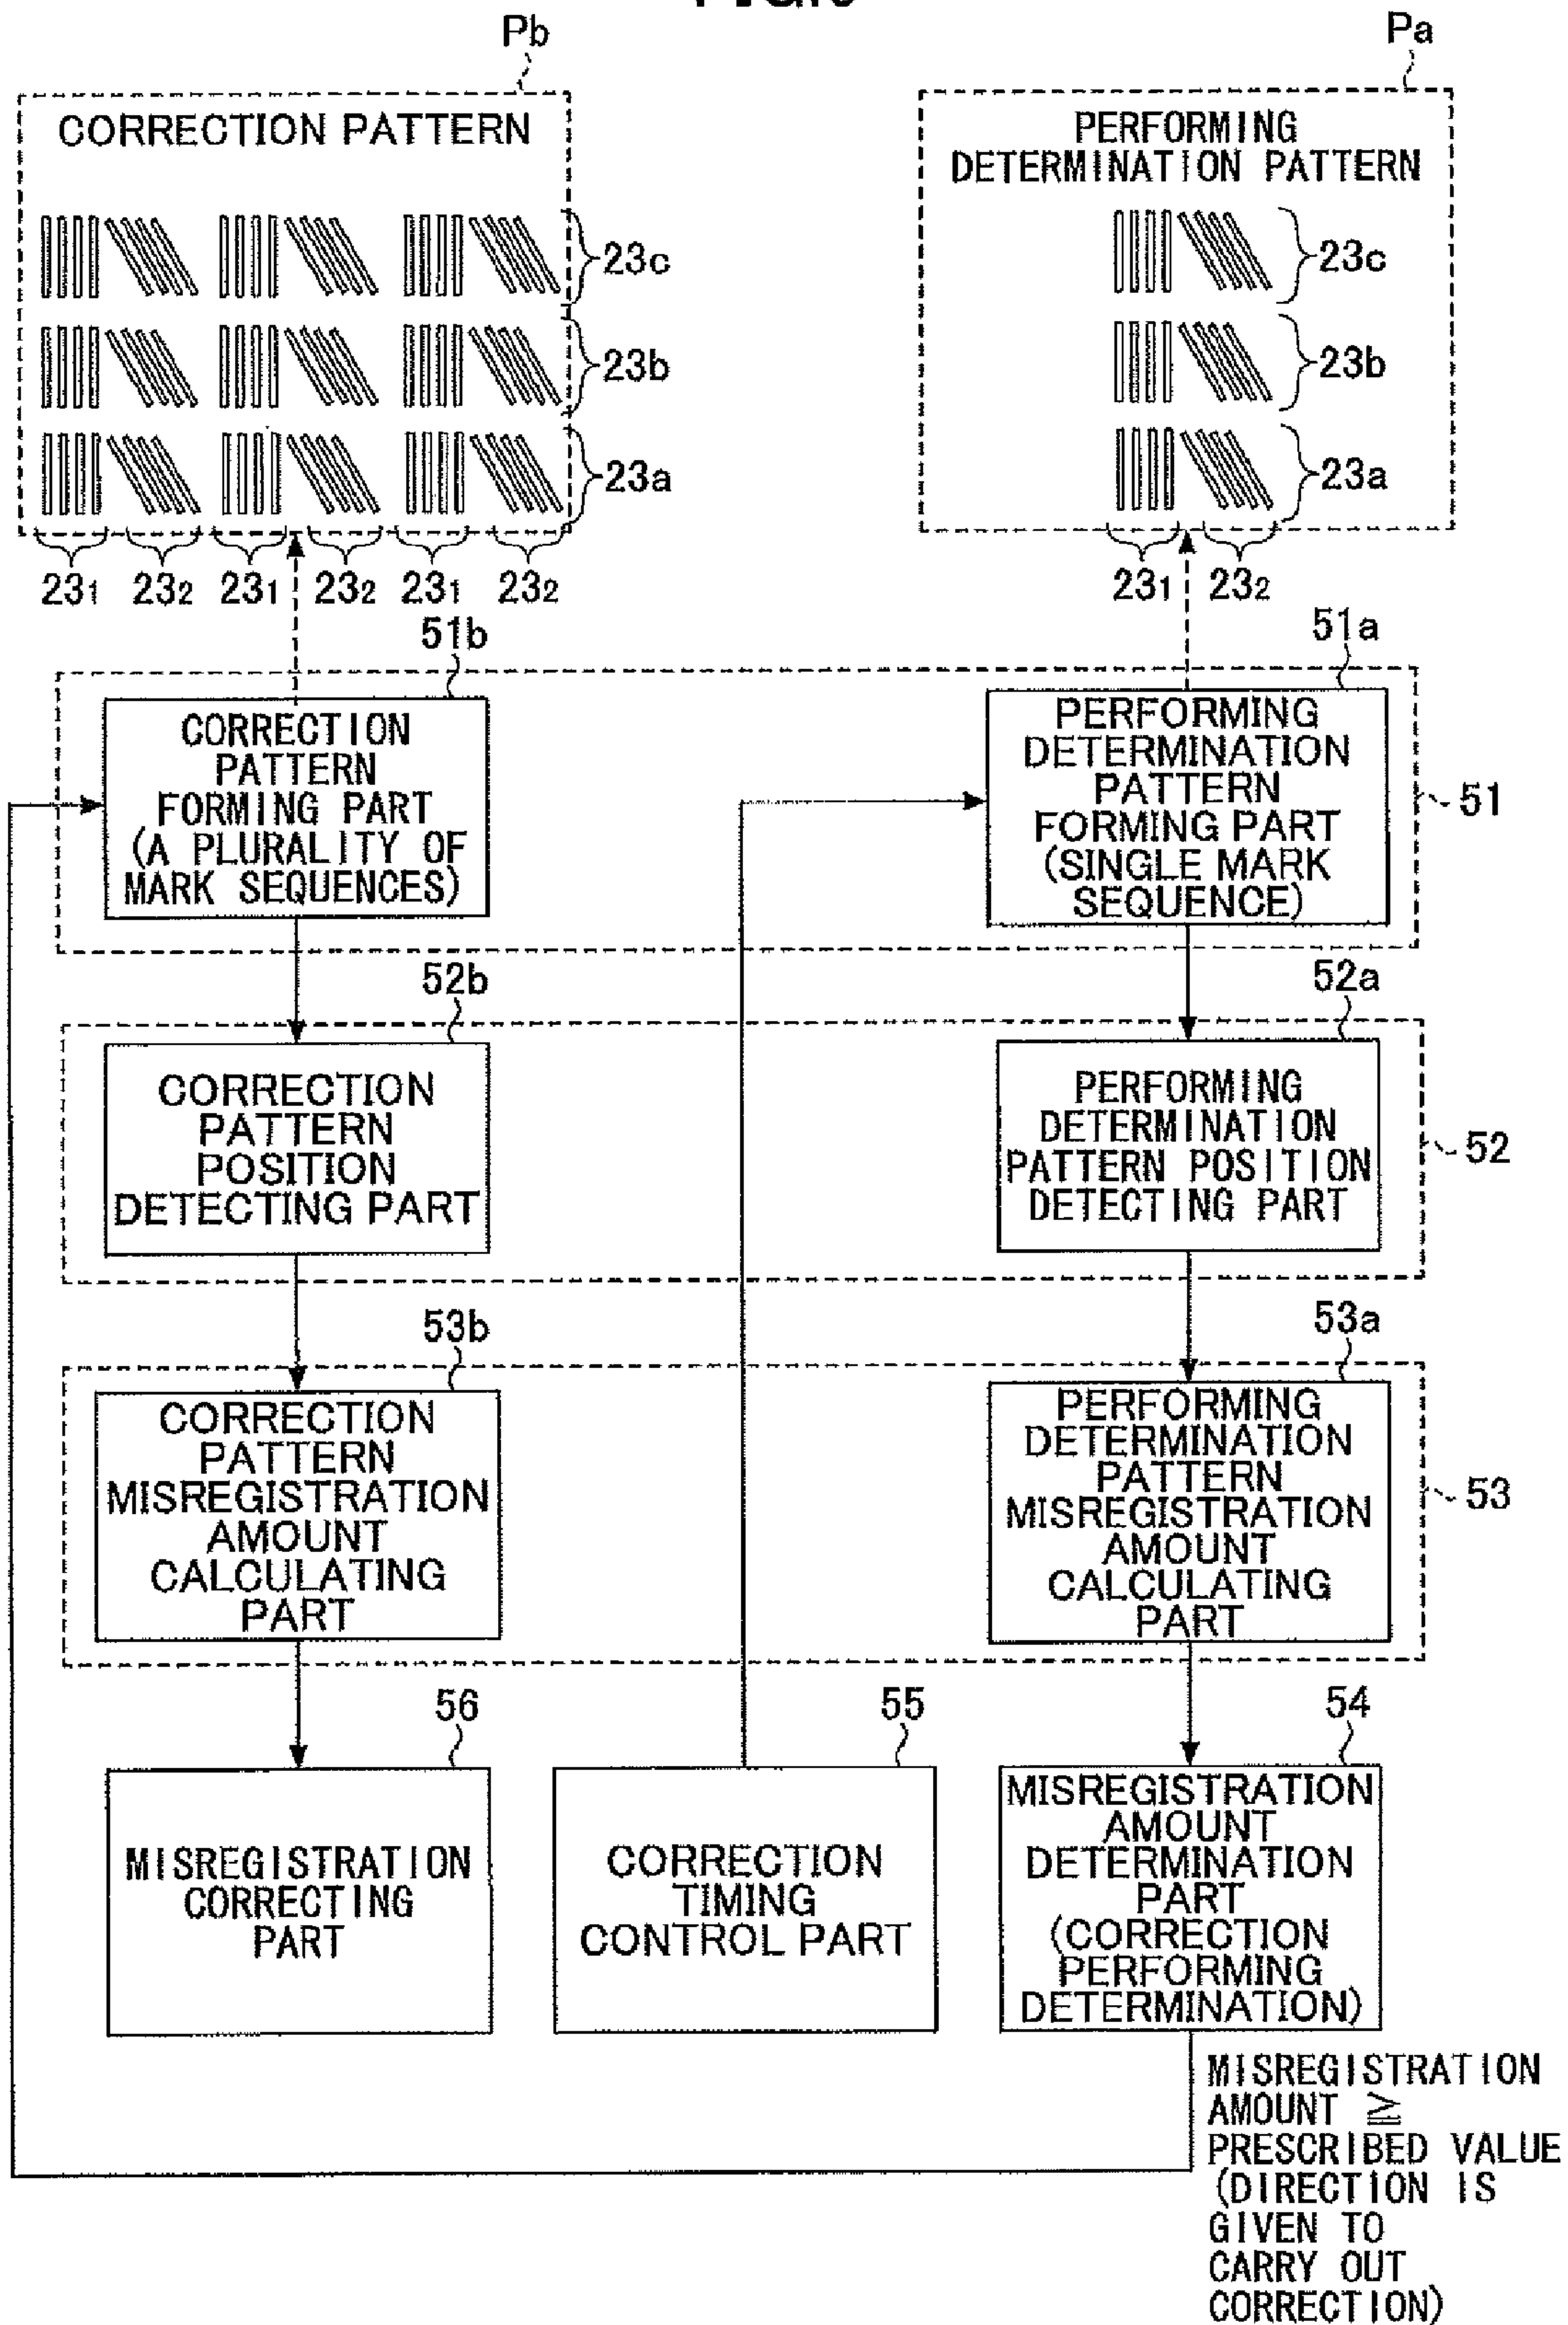 Pb
Pa
CORRECTION PATTERN
PERFORMING
DETERMINATION PATTERN
23c
23c
23b
23b
23a
23a
231 232 231 232 231 232
231 232
51b
51a
CORRECTION
PATTERN
FORMING PART
(A PLURALITY OF
MARK SEQUENCES)
PERFORMING
DETERMINATION
PATTERN
FORMING PART
(SINGLE MARK
SEQUENCE)
51
52b
52a
CORRECTION
PATTERN
POSITION
DETECTING PART
PERFORMING
DETERMINATION
PATTERN POSITION
DETECTING PART
52
53b
53a
CORRECTION
PATTERN
MISREGISTRATION
AMOUNT
CALCULATING
PART
PERFORMING
DETERMINATION
PATTERN
MISREGISTRATION
AMOUNT
CALCULATING
PART
53
56
55
54
MISREGISTRATION
CORRECTING
PART
CORRECTION
TIMING
CONTROL PART
MISREGISTRATION
AMOUNT
DETERMINATION
PART
(CORRECTION
PERFORMING
DETERMINATION)
MISREGISTRATION
AMOUNT ≧
PRESCRIBED VALUE
(DIRECTION IS
GIVEN TO
CARRY OUT
CORRECTION)